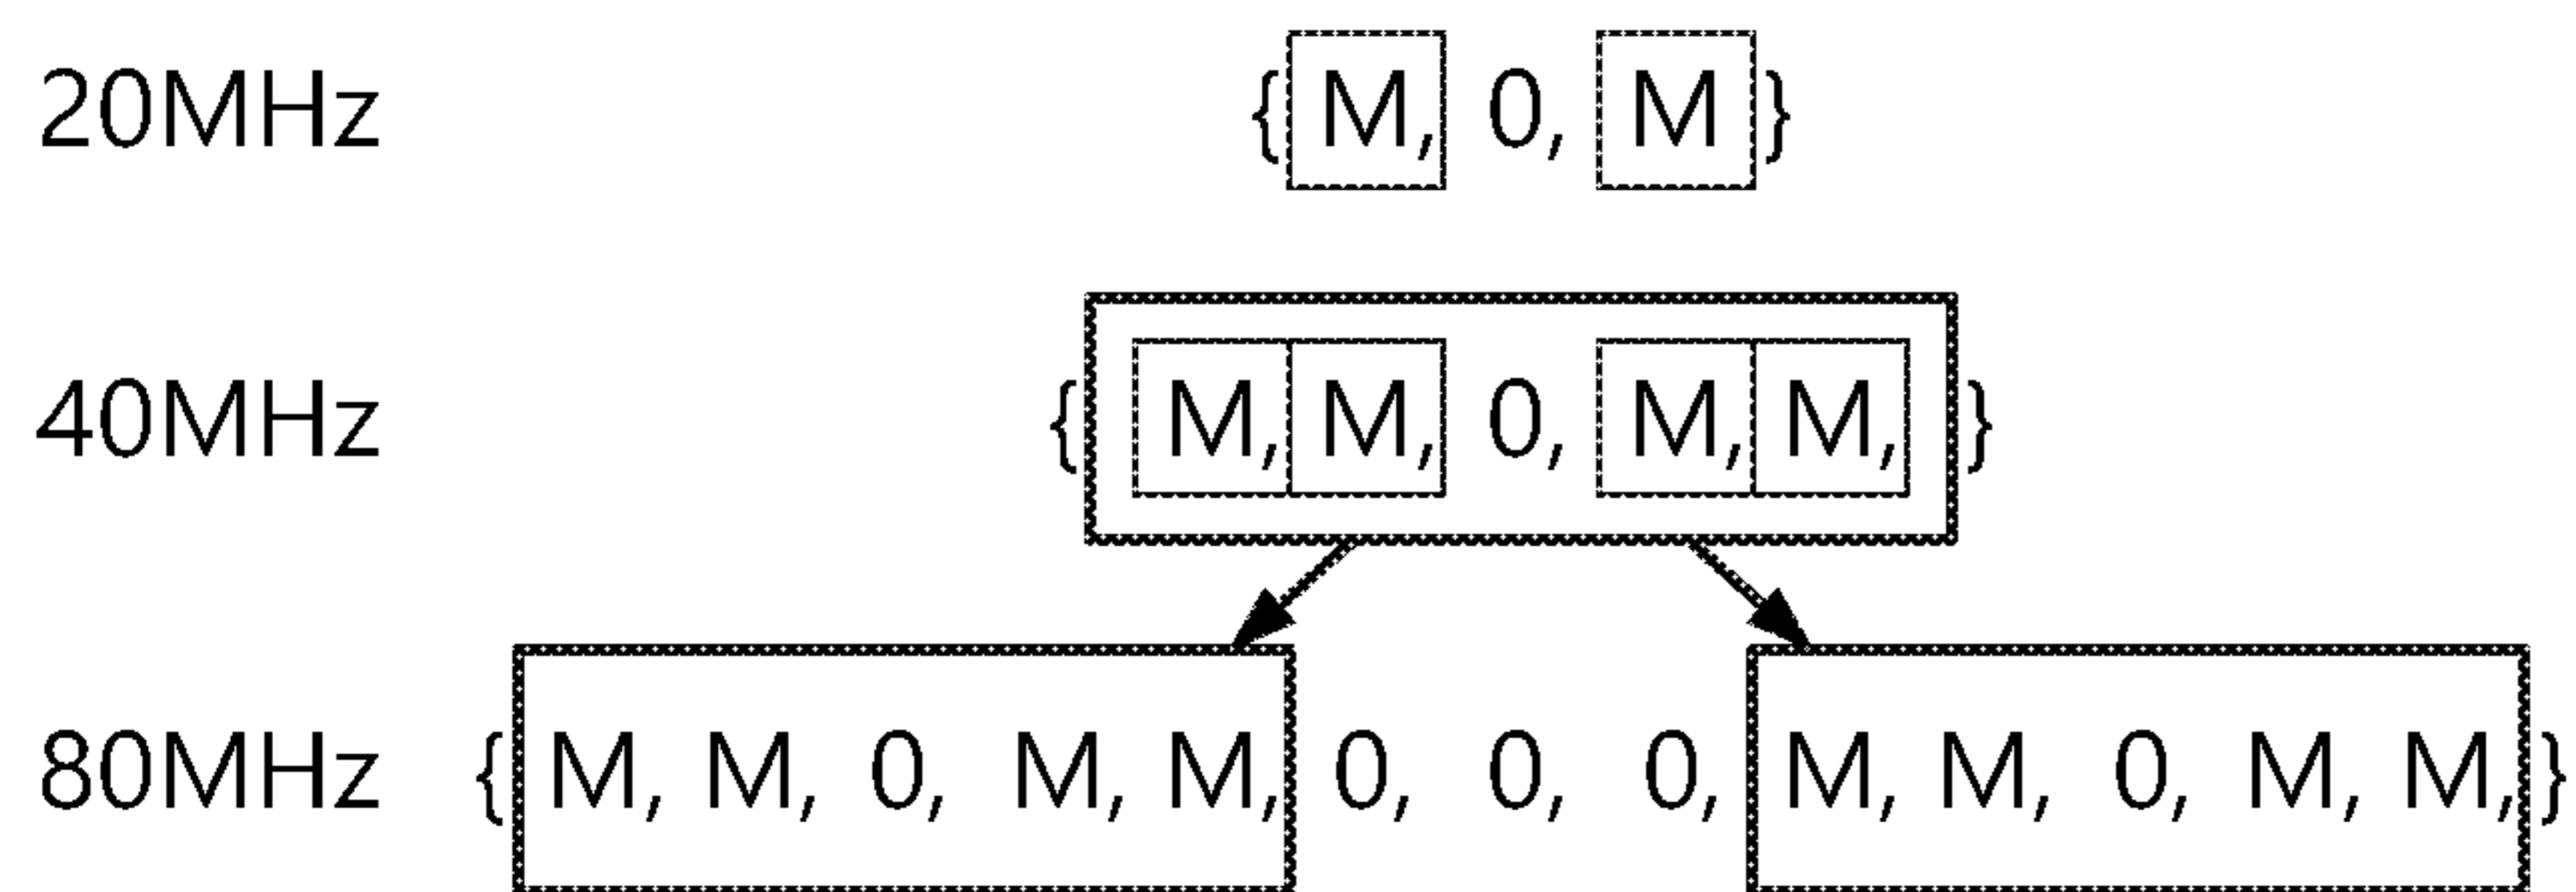 20MHz {M, 0, M}
40MHz {M, M, 0, M, M,}
80MHz {M, M, 0, M, M, 0, 0, 0, M, M, 0, M, M,}